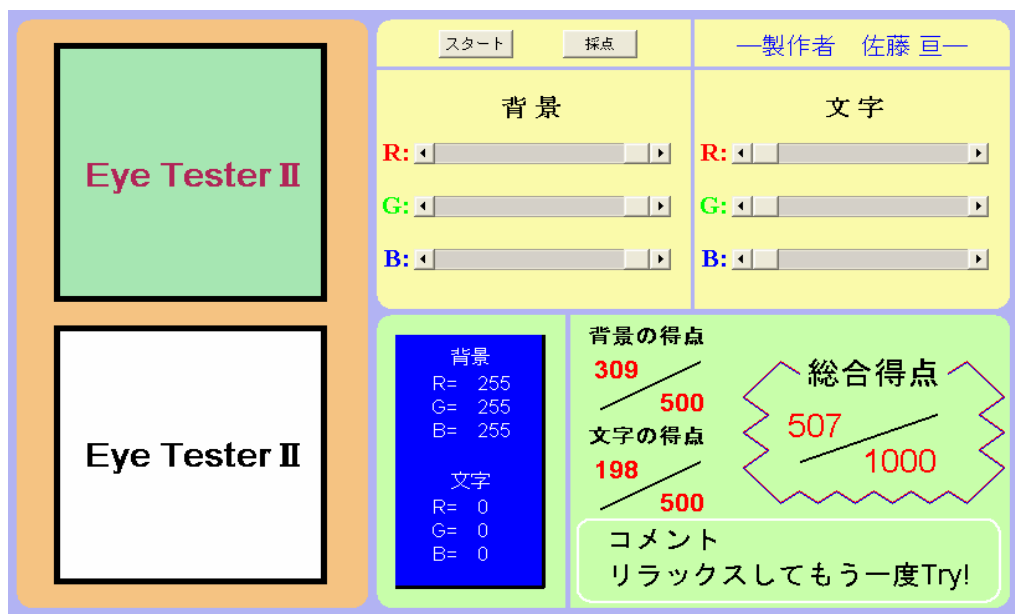 Eye Tester Ⅱ
Eye Tester Ⅱ
スタート
採点
―製作者 佐藤 亘―
背 景
R:
G:
B:
文 字
R:
G:
B:
背景
R= 255
G= 255
B= 255
文字
R= 0
G= 0
B= 0
背景の得点
309
500
文字の得点
198
500
総合得点
507
1000
コメント
リラックスしてもう一度Try!